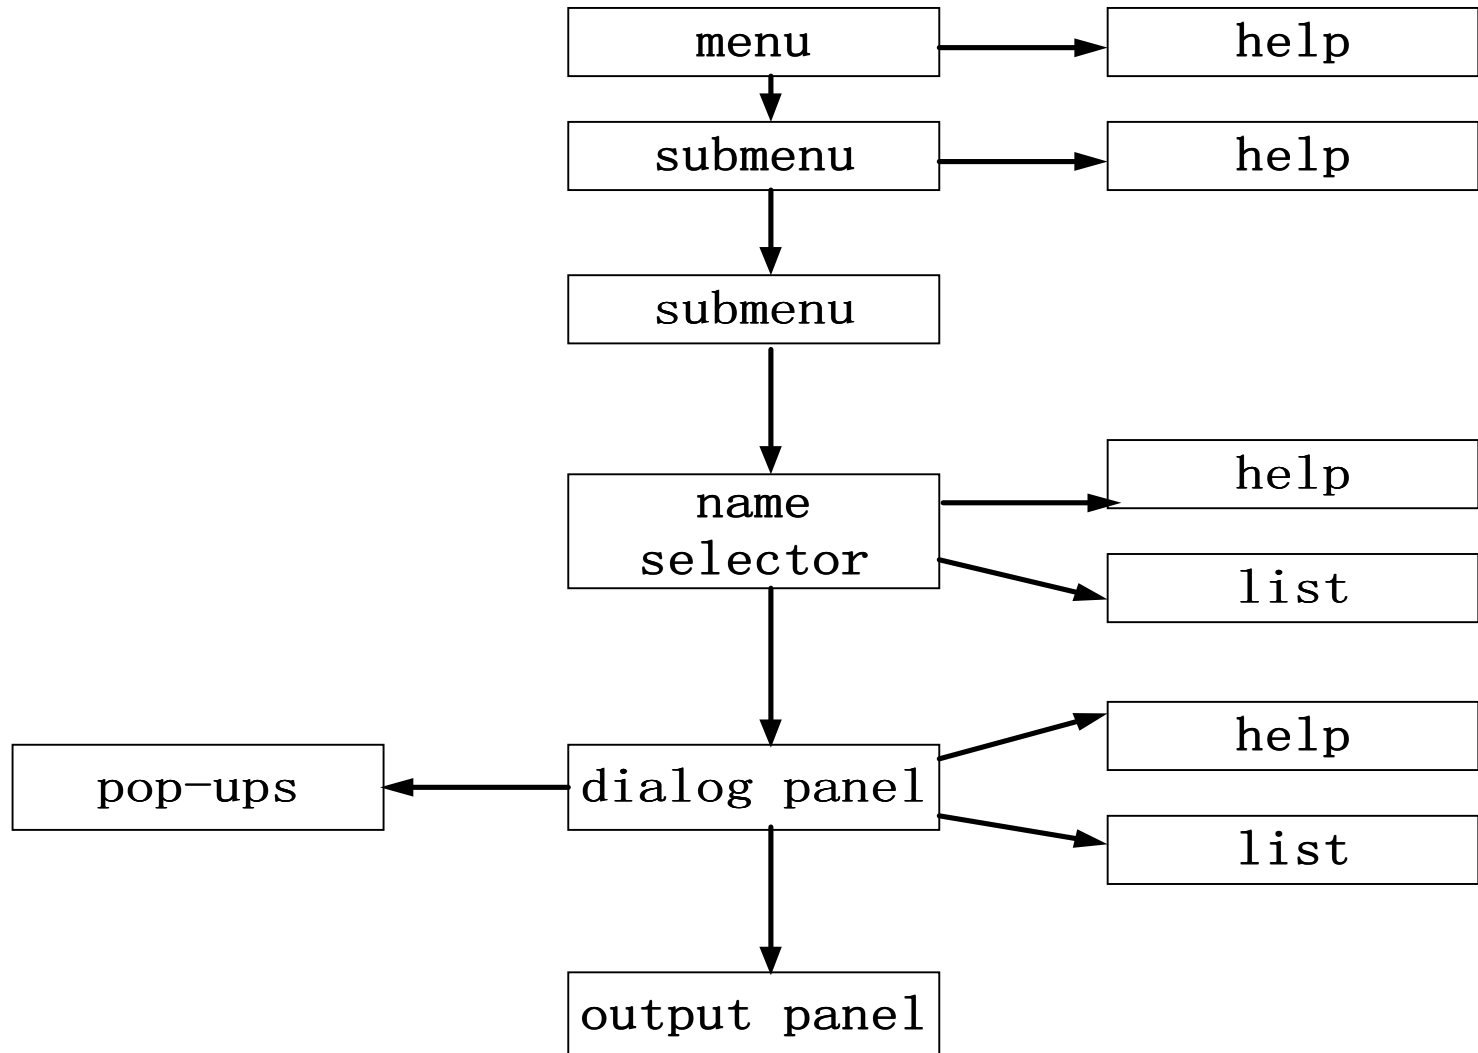 menu
help
submenu
help
submenu
help
name
selector
list
help
pop-ups
dialog panel
list
output panel